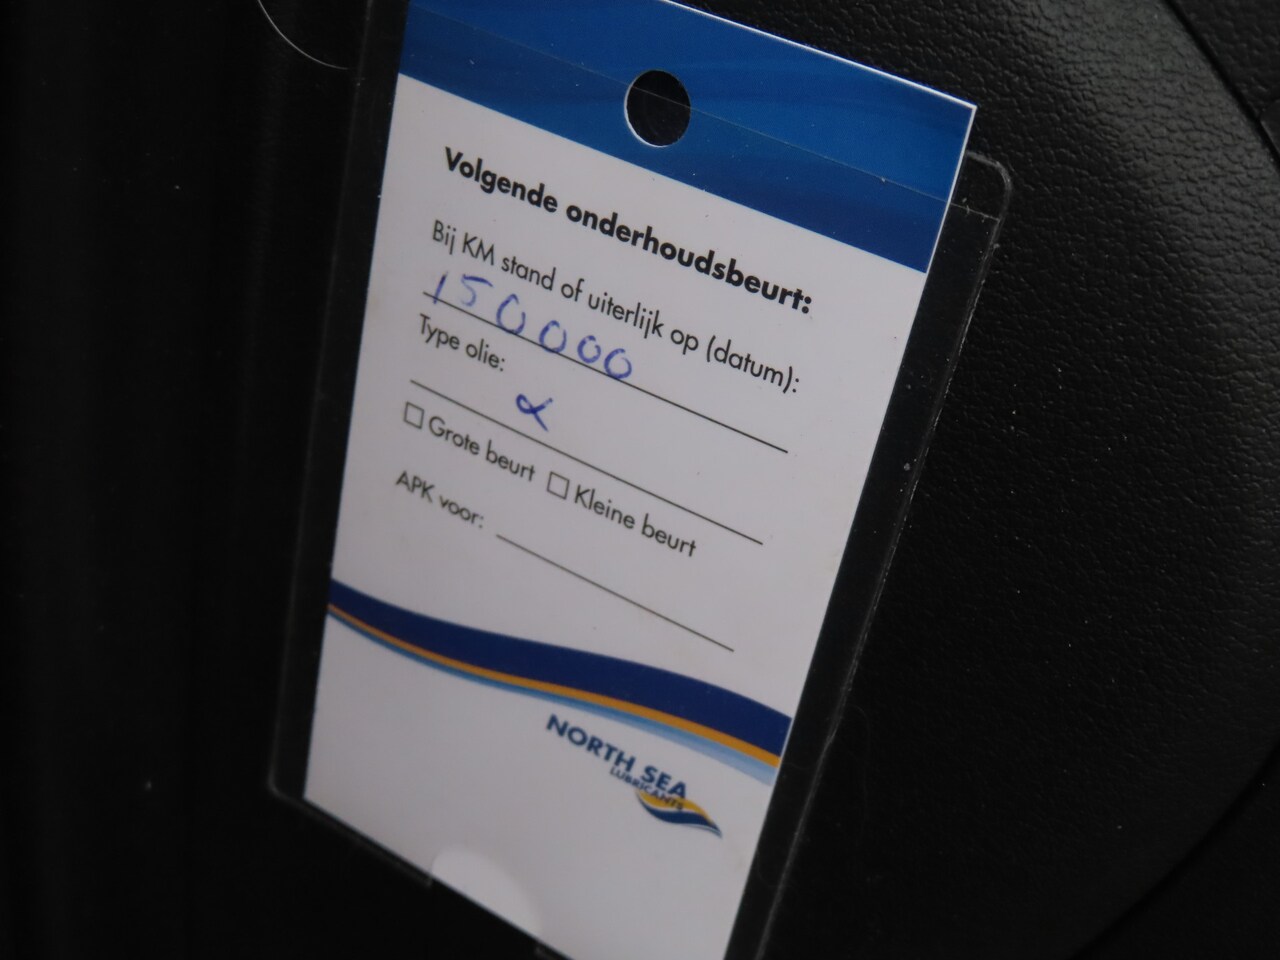 Volgende onderhoudsbeurt:
Bij KM stand of uiterlijk op (datum):
150000
Type olie:
α
☐ Grote beurt ☐ Kleine beurt
APK voor:
NORTH SEA
LUBRICANTS